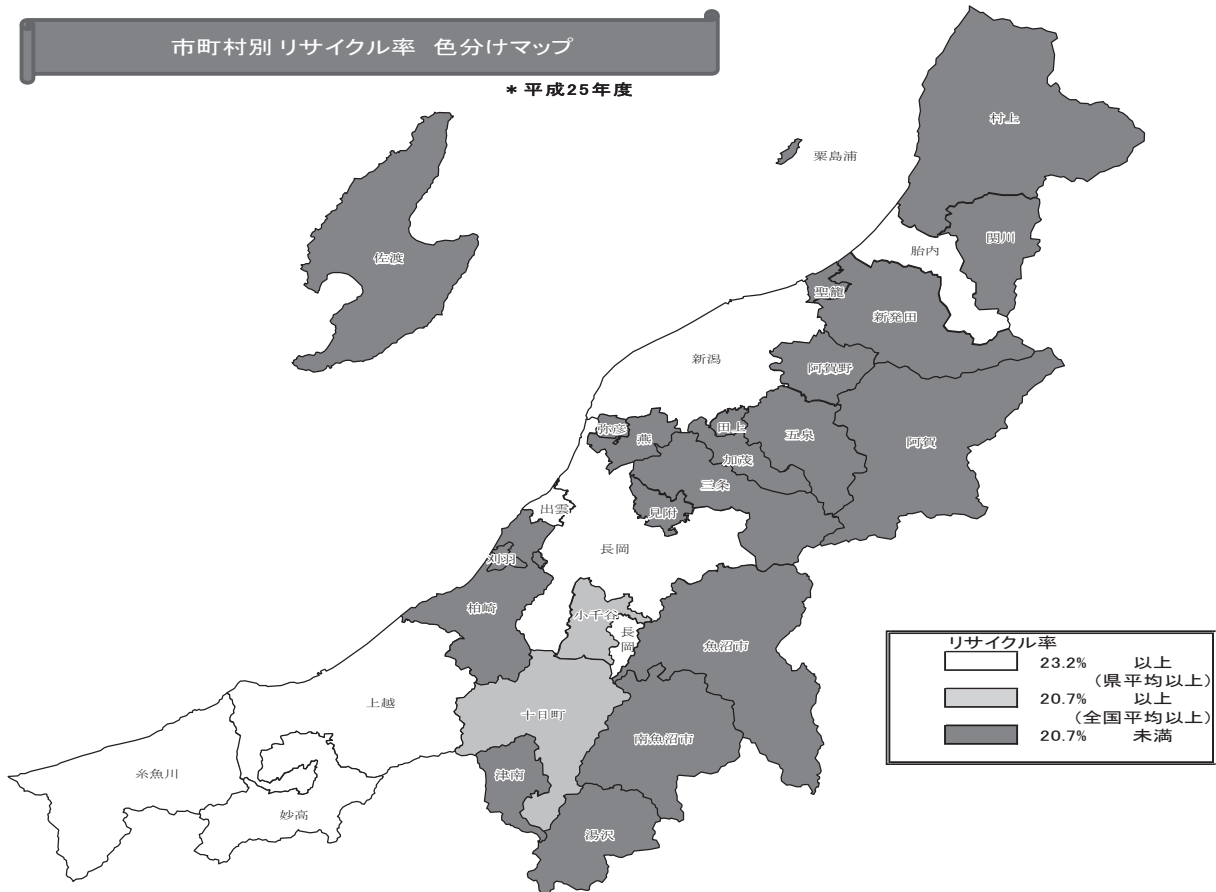 市町村別 リサイクル率 色分けマップ
＊平成25年度
村上
粟島浦
関川
胎内
佐渡
聖籠
新発田
新潟
阿賀野
弥彦
燕
田上
五泉
阿賀
加茂
三条
見附
出雲
長岡
刈羽
柏崎
小千谷
長岡
魚沼市
上越
十日町
南魚沼市
糸魚川
津南
妙高
湯沢
リサイクル率
23.2% 以上
(県平均以上)
20.7% 以上
(全国平均以上)
20.7% 未満